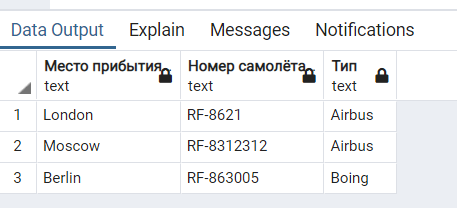 Data Output Explain Messages Notifications
Место прибытия Номер самолёта Тип
text text text
1 London RF-8621 Airbus
2 Moscow RF-8312312 Airbus
3 Berlin RF-863005 Boing